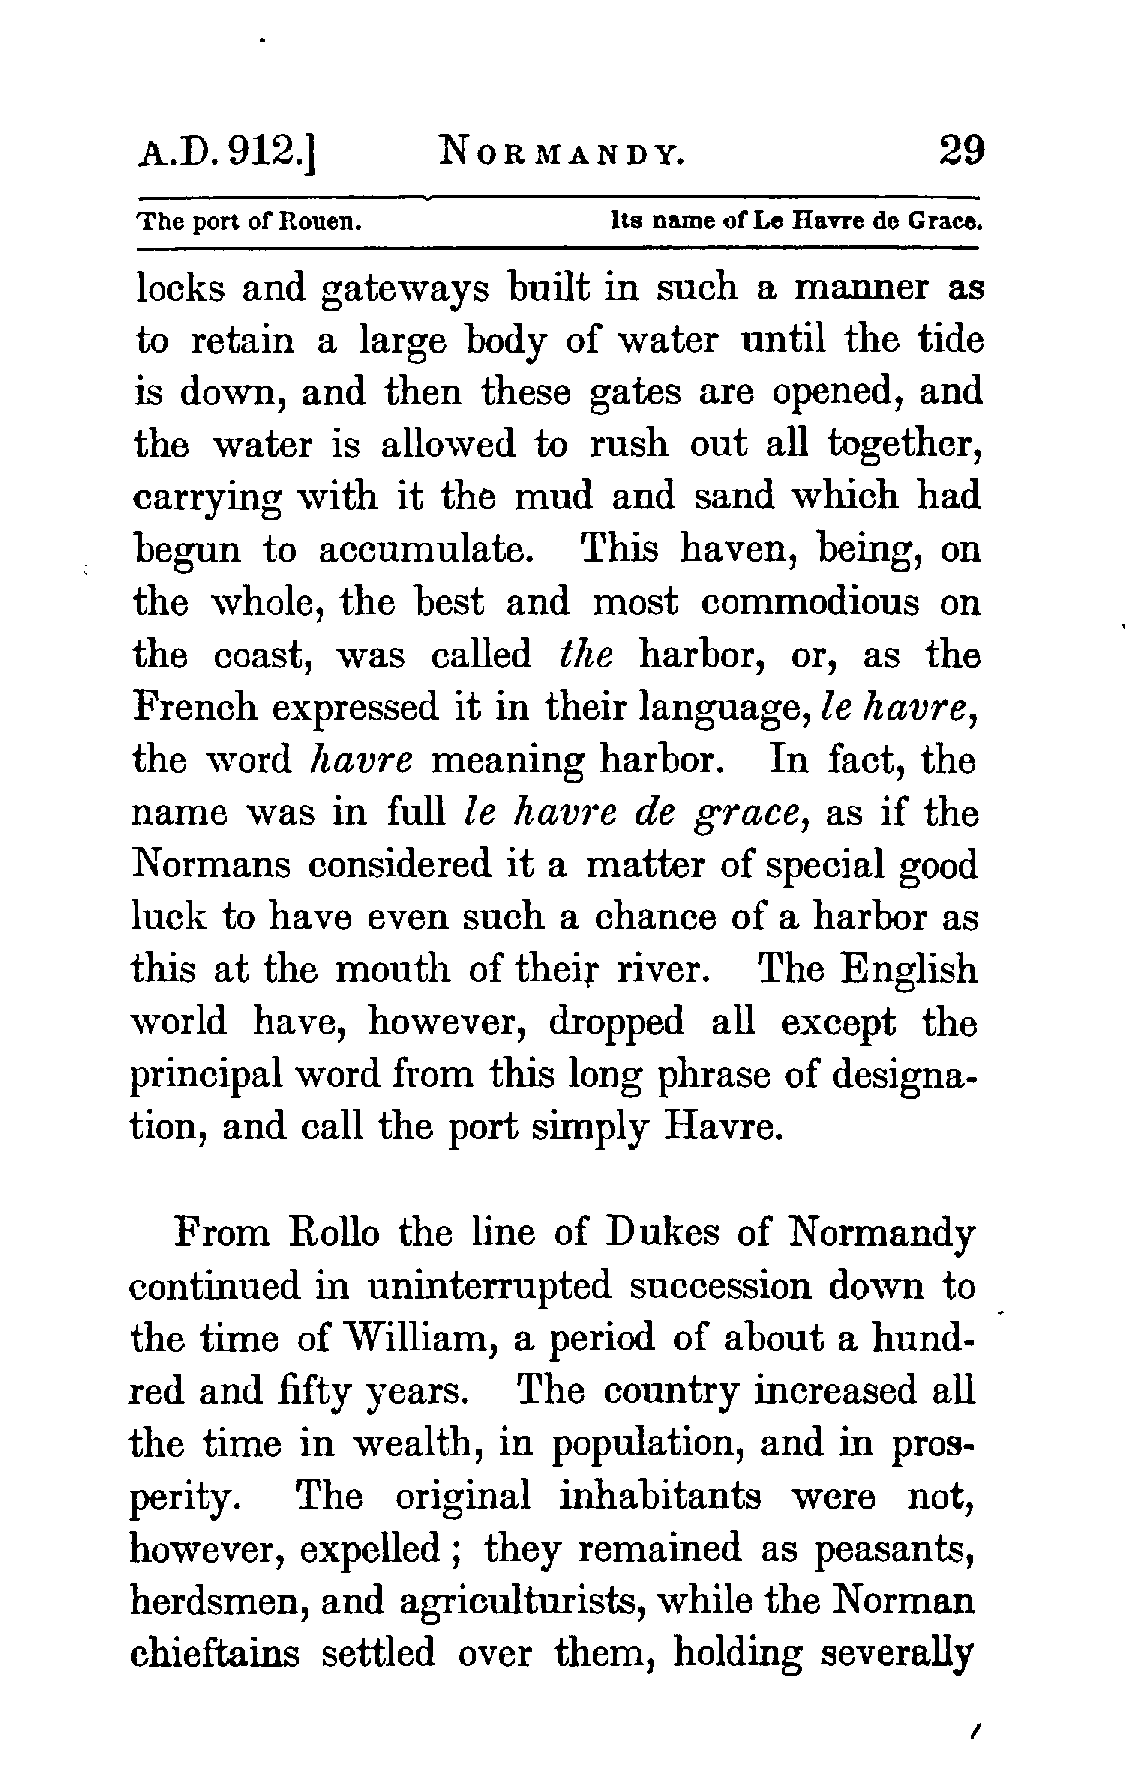 A.D. 912.] NORMANDY. 29
The port of Rouen. Its name of Le Havre de Grace.
locks and gateways built in such a manner as
to retain a large body of water until the tide
is down, and then these gates are opened, and
the water is allowed to rush out all together,
carrying with it the mud and sand which had
begun to accumulate. This haven, being, on
the whole, the best and most commodious on
the coast, was called the harbor, or, as the
French expressed it in their language, le havre,
the word havre meaning harbor. In fact, the
name was in full le havre de grace, as if the
Normans considered it a matter of special good
luck to have even such a chance of a harbor as
this at the mouth of their river. The English
world have, however, dropped all except the
principal word from this long phrase of designa-
tion, and call the port simply Havre.
From Rollo the line of Dukes of Normandy
continued in uninterrupted succession down to
the time of William, a period of about a hund-
red and fifty years. The country increased all
the time in wealth, in population, and in pros-
perity. The original inhabitants were not,
however, expelled; they remained as peasants,
herdsmen, and agriculturists, while the Norman
chieftains settled over them, holding severally